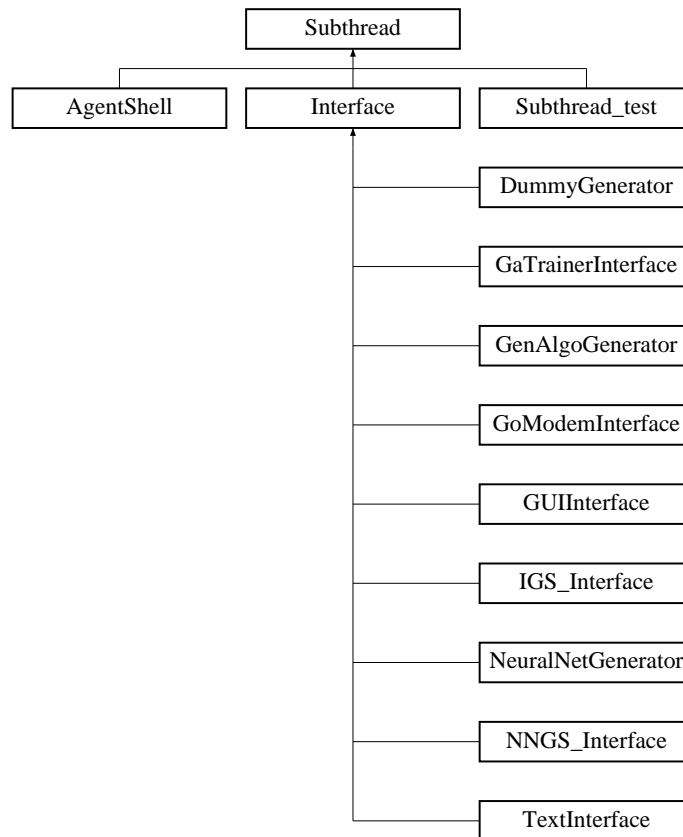 Subthread
AgentShell
Interface
Subthread_test
DummyGenerator
GaTrainerInterface
GenAlgoGenerator
GoModemInterface
GUIInterface
IGS_Interface
NeuralNetGenerator
NNGS_Interface
TextInterface